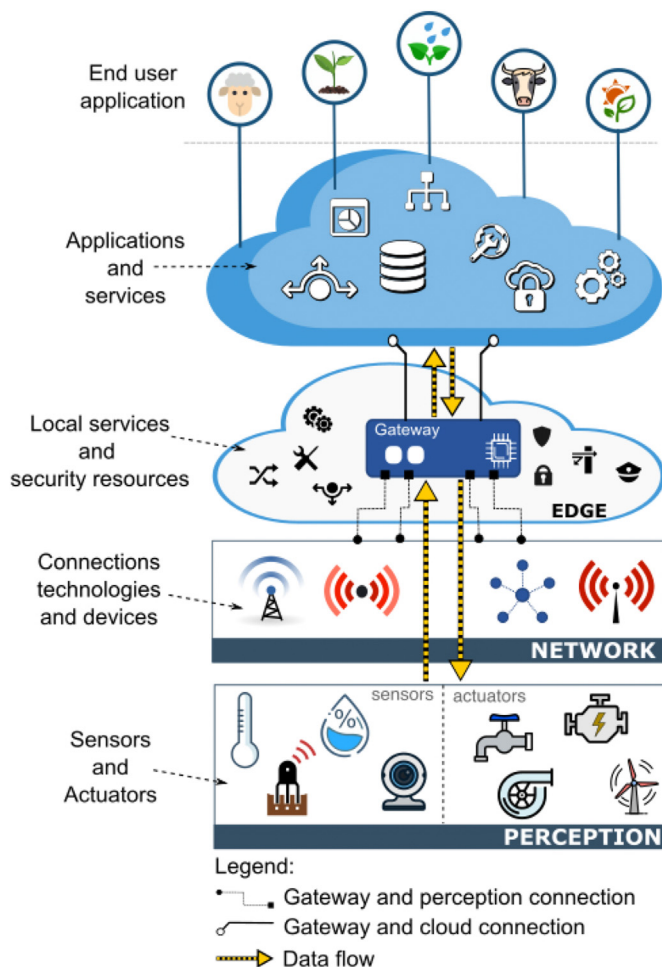 End user
application
Applications
and
services
Local services
and
security resources
Gateway
EDGE
Connections
technologies
and devices
NETWORK
sensors
actuators
%
Sensors
and
Actuators
PERCEPTION
Legend:
Gateway and perception connection
Gateway and cloud connection
Data flow